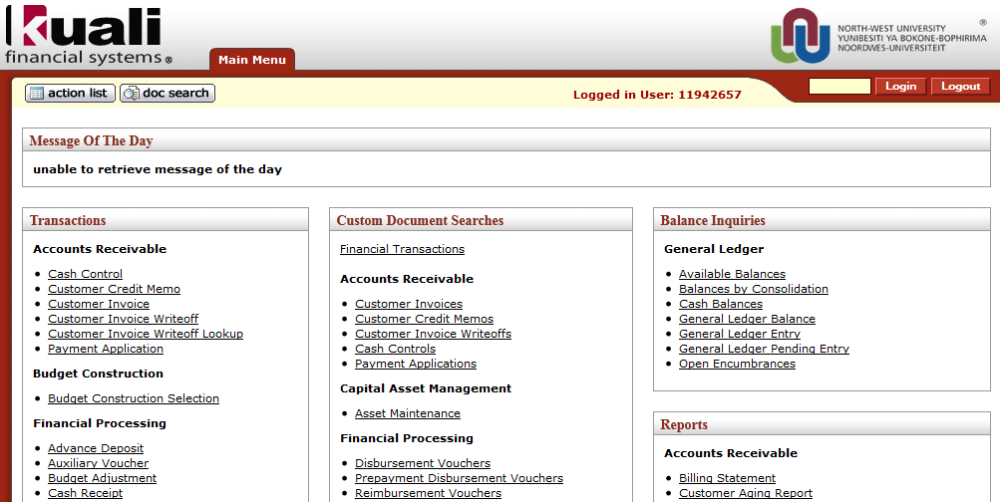 kuali
financial systems ®
Main Menu
NORTH-WEST UNIVERSITY ®
YUNIBESITI YA BOKONE-BOPHIRIMA
NOORDWES-UNIVERSITEIT
action list
doc search
Logged in User: 11942657
Login
Logout
Message Of The Day
unable to retrieve message of the day
Transactions
Accounts Receivable
Cash Control
Customer Credit Memo
Customer Invoice
Customer Invoice Writeoff
Customer Invoice Writeoff Lookup
Payment Application
Budget Construction
Budget Construction Selection
Financial Processing
Advance Deposit
Auxiliary Voucher
Budget Adjustment
Cash Receipt
Custom Document Searches
Financial Transactions
Accounts Receivable
Customer Invoices
Customer Credit Memos
Customer Invoice Writeoffs
Cash Controls
Payment Applications
Capital Asset Management
Asset Maintenance
Financial Processing
Disbursement Vouchers
Prepayment Disbursement Vouchers
Reimbursement Vouchers
Balance Inquiries
General Ledger
Available Balances
Balances by Consolidation
Cash Balances
General Ledger Balance
General Ledger Entry
General Ledger Pending Entry
Open Encumbrances
Reports
Accounts Receivable
Billing Statement
Customer Aging Report